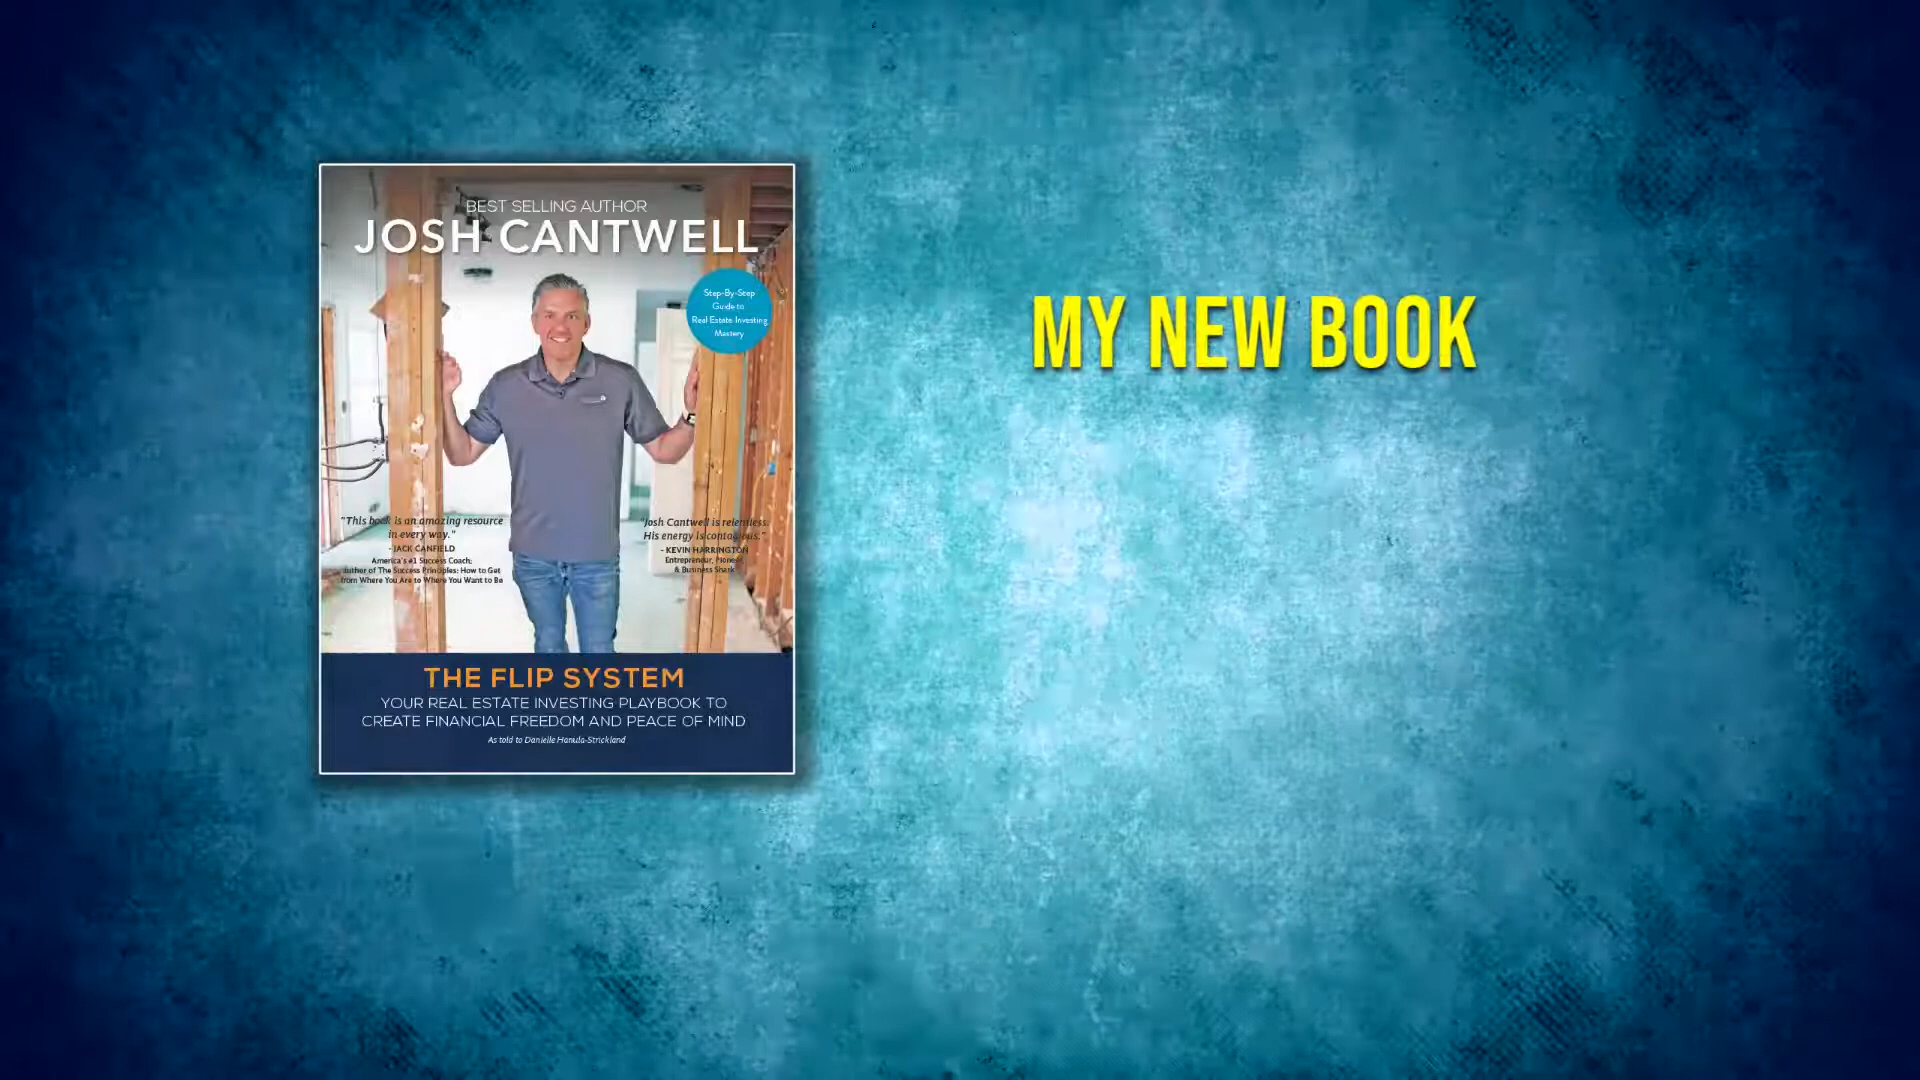 BEST SELLING AUTHOR
JOSH CANTWELL
Step-By-Step
Guide to
Real Estate Investing
Mastery
"This book is an amazing resource
in every way."
- JACK CANFIELD
America's #1 Success Coach;
author of The Success Principles: How to Get
from Where You Are to Where You Want to Be
"Josh Cantwell is relentless.
His energy is contagious."
- KEVIN HARRINGTON
Entrepreneur, Pioneer
& Business Shark
THE FLIP SYSTEM
YOUR REAL ESTATE INVESTING PLAYBOOK TO
CREATE FINANCIAL FREEDOM AND PEACE OF MIND
As told to Danielle Hanula-Strickland
MY NEW BOOK